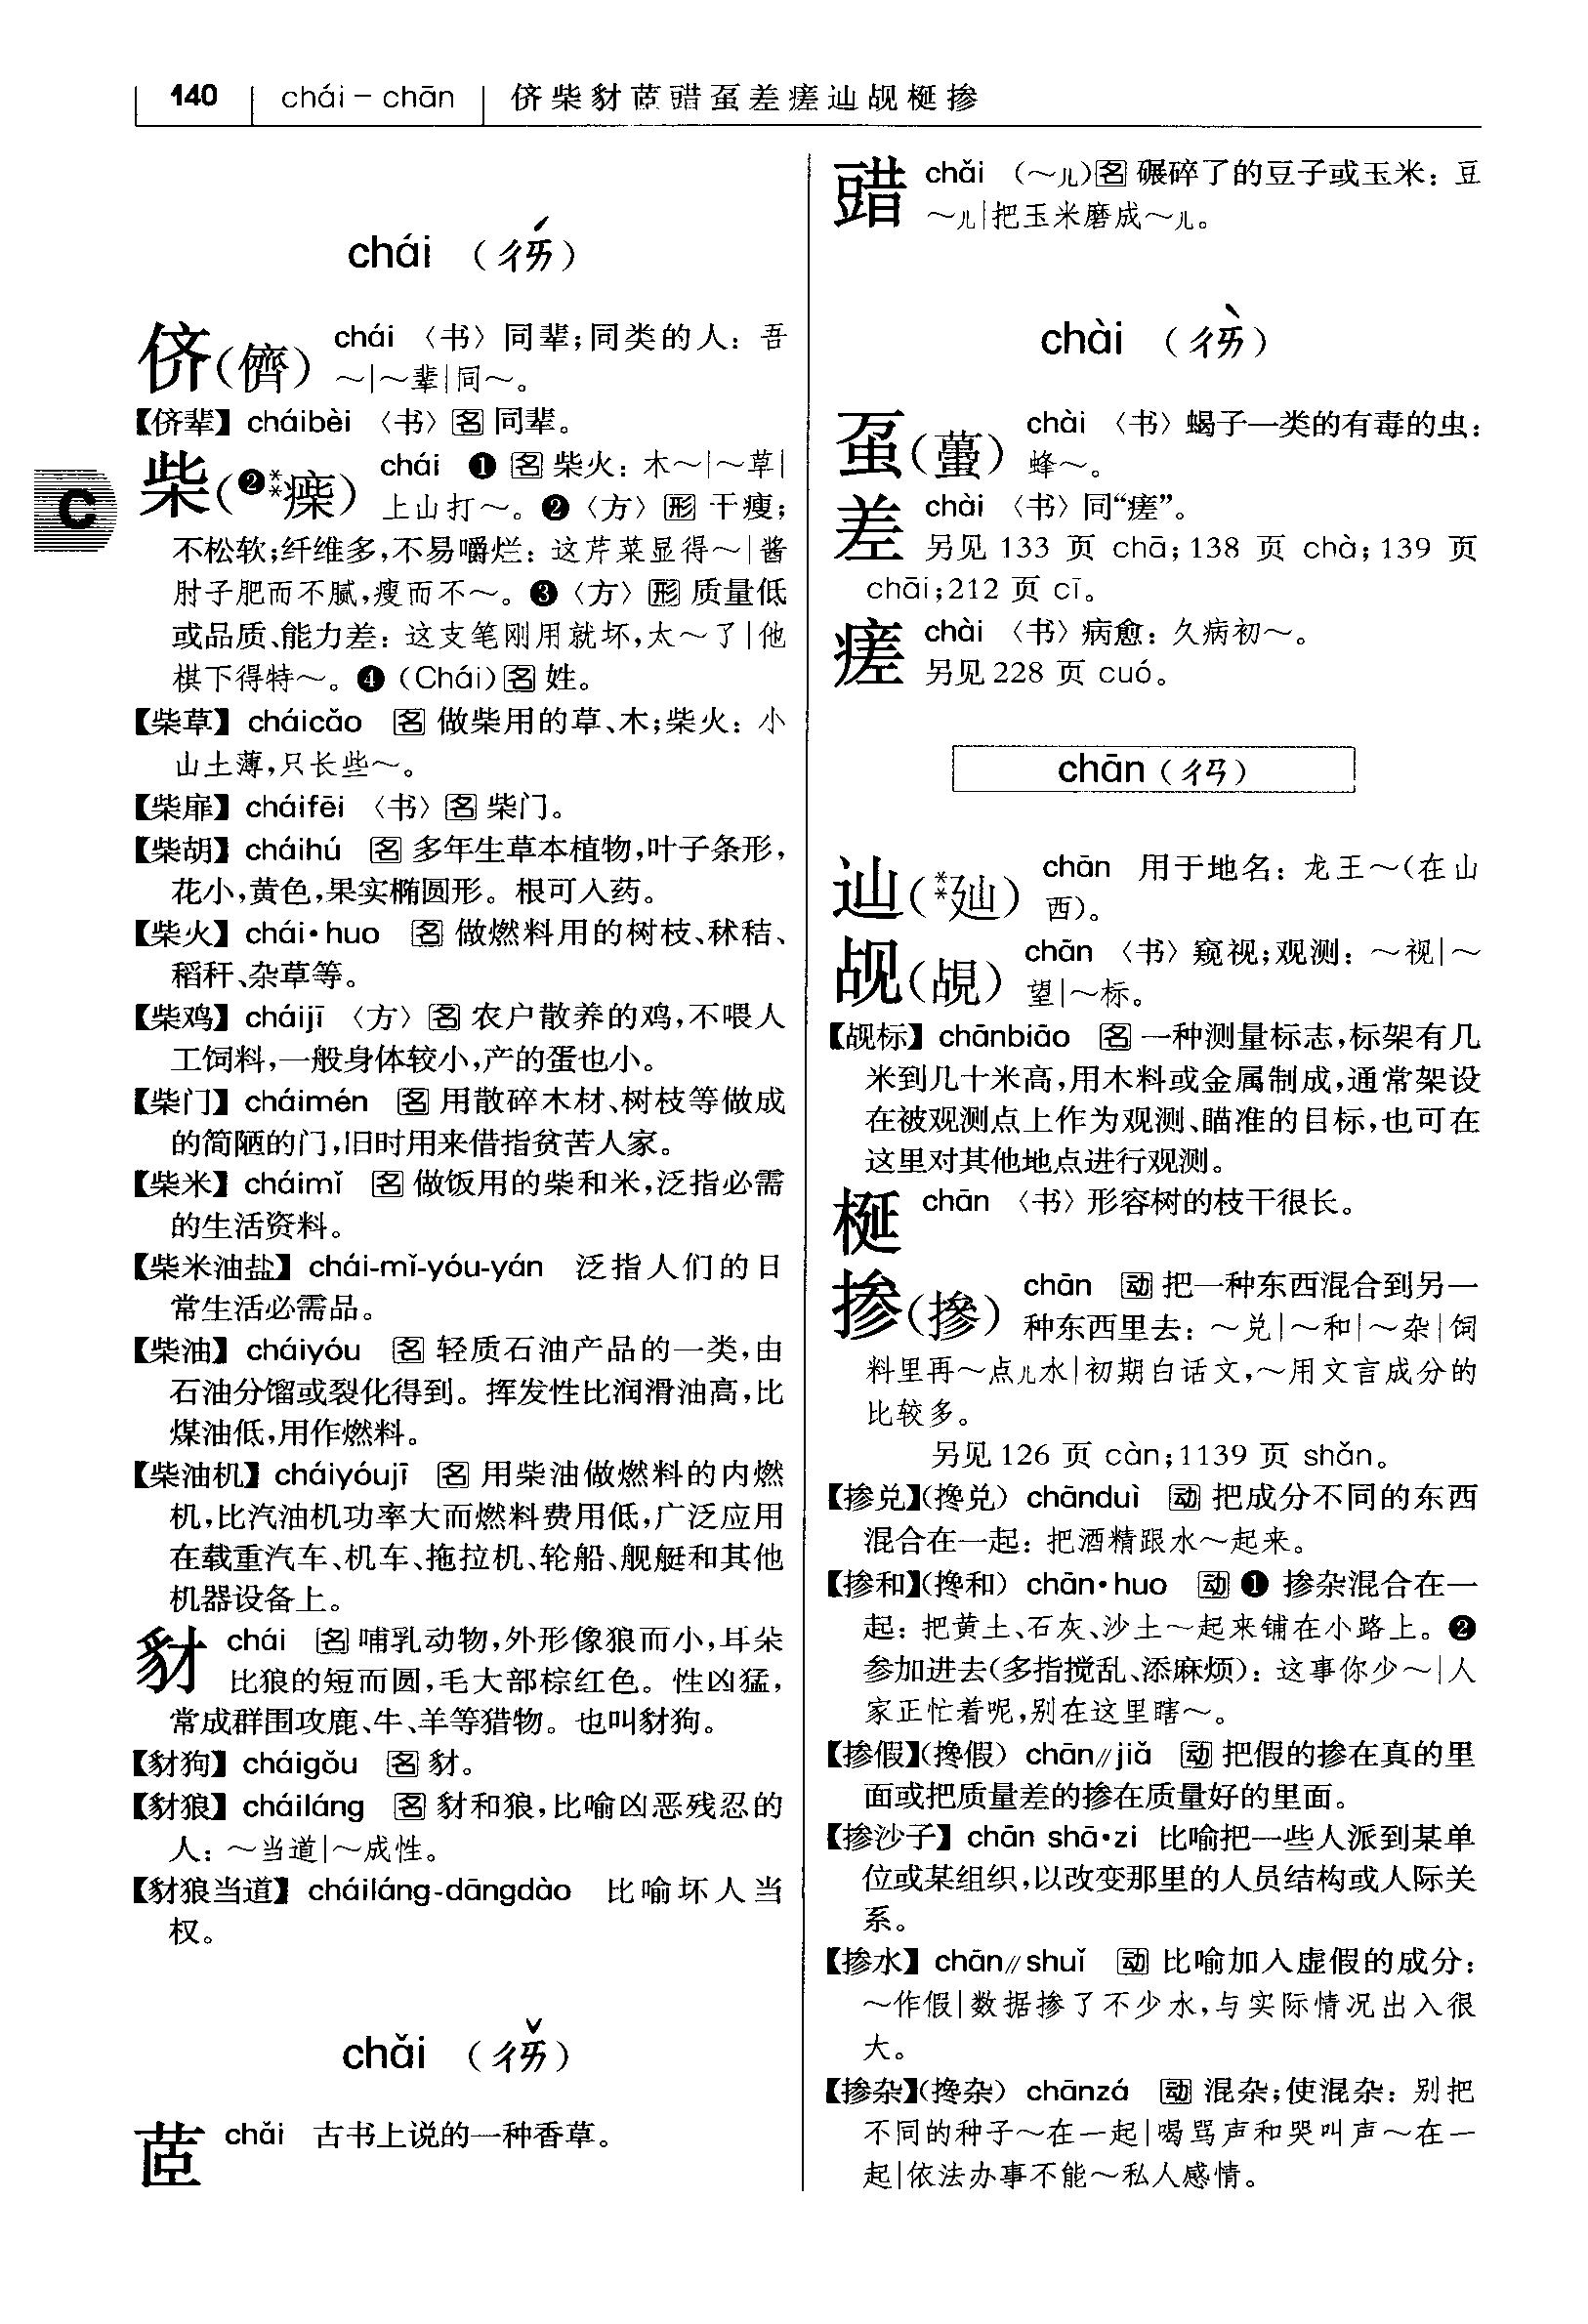 140 chái – chān 侪柴豺茝䜺虿差瘥辿觇梴掺
chái （ㄔㄞˊ）
侪（儕） chái 〈书〉同辈；同类的人：吾
～|～辈|同～。
【侪辈】 cháibèi 〈书〉名 同辈。
柴（❷**㾹） chái ❶ 名 柴火：木～|～草|
上山打～。❷〈方〉形 干瘦；
不松软；纤维多，不易嚼烂：这芹菜显得～|酱
肘子肥而不腻，瘦而不～。❸〈方〉形 质量低
或品质、能力差：这支笔刚用就坏，太～了|他
棋下得特～。❹（Chái）名 姓。
【柴草】 cháicǎo 名 做柴用的草、木；柴火：小
山土薄，只长些～。
【柴扉】 cháifēi 〈书〉名 柴门。
【柴胡】 cháihú 名 多年生草本植物，叶子条形，
花小，黄色，果实椭圆形。根可入药。
【柴火】 chái·huo 名 做燃料用的树枝、秫秸、
稻秆、杂草等。
【柴鸡】 cháijī 〈方〉名 农户散养的鸡，不喂人
工饲料，一般身体较小，产的蛋也小。
【柴门】 cháimén 名 用散碎木材、树枝等做成
的简陋的门，旧时用来借指贫苦人家。
【柴米】 cháimǐ 名 做饭用的柴和米，泛指必需
的生活资料。
【柴米油盐】 chái-mǐ-yóu-yán 泛指人们的日
常生活必需品。
【柴油】 cháiyóu 名 轻质石油产品的一类，由
石油分馏或裂化得到。挥发性比润滑油高，比
煤油低，用作燃料。
【柴油机】 cháiyóujī 名 用柴油做燃料的内燃
机，比汽油机功率大而燃料费用低，广泛应用
在载重汽车、机车、拖拉机、轮船、舰艇和其他
机器设备上。
C
豺 chái 名 哺乳动物，外形像狼而小，耳朵
比狼的短而圆，毛大部棕红色。性凶猛，
常成群围攻鹿、牛、羊等猎物。也叫豺狗。
【豺狗】 cháigǒu 名 豺。
【豺狼】 cháiláng 名 豺和狼，比喻凶恶残忍的
人：～当道|～成性。
【豺狼当道】 cháiláng-dāngdào 比喻坏人当
权。
chǎi （ㄔㄞˇ）
茝 chǎi 古书上说的一种香草。
䜺 chǎi （～儿）名 碾碎了的豆子或玉米：豆
～儿|把玉米磨成～儿。
chài （ㄔㄞˋ）
虿（蠆） chài 〈书〉蝎子一类的有毒的虫：
蜂～。
差 chài 〈书〉同“瘥”。
另见 133 页 chā；138 页 chà；139 页
chāi；212 页 cī。
瘥 chài 〈书〉病愈：久病初～。
另见 228 页 cuó。
chān（ㄔㄢ）
辿（**䢀） chān 用于地名：龙王～（在山
西）。
觇（覘） chān 〈书〉窥视；观测：～视|～
望|～标。
【觇标】 chānbiāo 名 一种测量标志，标架有几
米到几十米高，用木料或金属制成，通常架设
在被观测点上作为观测、瞄准的目标，也可在
这里对其他地点进行观测。
梴 chān 〈书〉形容树的枝干很长。
掺（摻） chān 动 把一种东西混合到另一
种东西里去：～兑|～和|～杂|饲
料里再～点儿水|初期白话文，～用文言成分的
比较多。
另见 126 页 càn；1139 页 shǎn。
【掺兑】（搀兑） chānduì 动 把成分不同的东西
混合在一起：把酒精跟水～起来。
【掺和】（搀和） chān·huo 动 ❶ 掺杂混合在一
起：把黄土、石灰、沙土～起来铺在小路上。❷
参加进去（多指搅乱、添麻烦）：这事你少～|人
家正忙着呢，别在这里瞎～。
【掺假】（搀假） chān∥jiǎ 动 把假的掺在真的里
面或把质量差的掺在质量好的里面。
【掺沙子】 chān shā·zi 比喻把一些人派到某单
位或某组织，以改变那里的人员结构或人际关
系。
【掺水】 chān∥shuǐ 动 比喻加入虚假的成分：
～作假|数据掺了不少水，与实际情况出入很
大。
【掺杂】（搀杂） chānzá 动 混杂；使混杂：别把
不同的种子～在一起|喝骂声和哭叫声～在一
起|依法办事不能～私人感情。